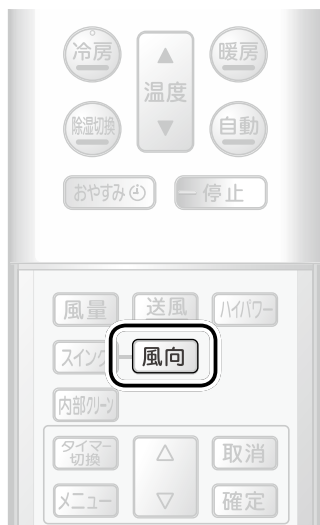 冷房
暖房
温度
除湿切換
自動
おやすみ
停止
風量
送風
ハイパワー
スイング
風向
内部クリーン
タイマー
切換
取消
メニュー
確定